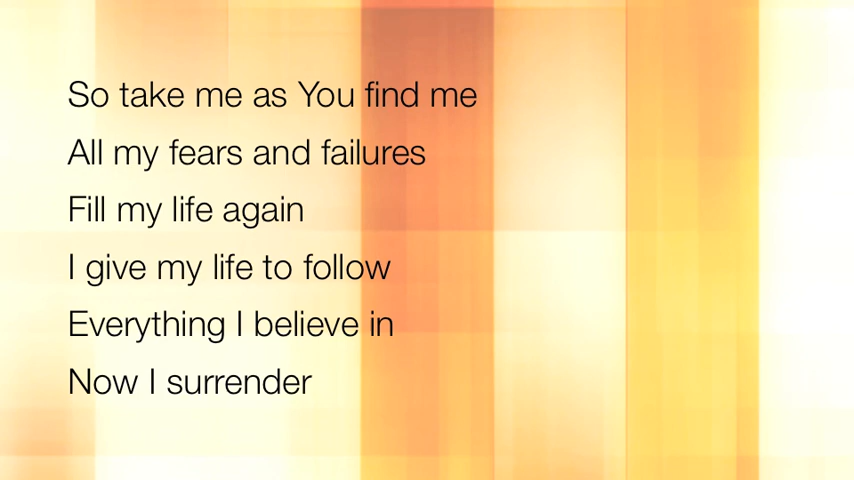 So take me as You find me
All my fears and failures
Fill my life again
I give my life to follow
Everything I believe in
Now I surrender